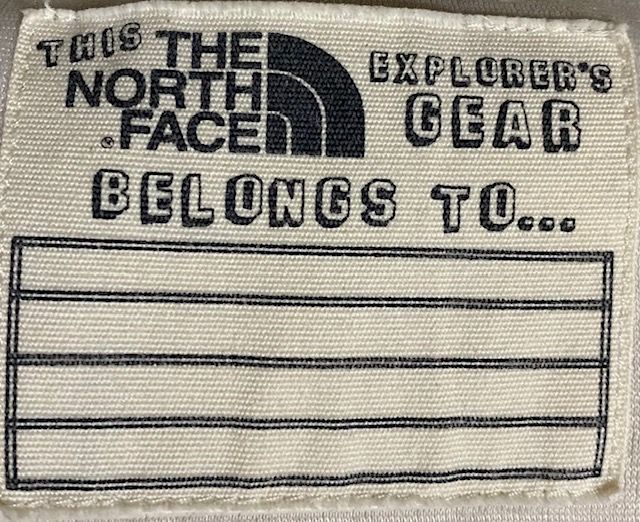 THIS THE NORTH FACE EXPLORER'S GEAR
BELONGS TO...